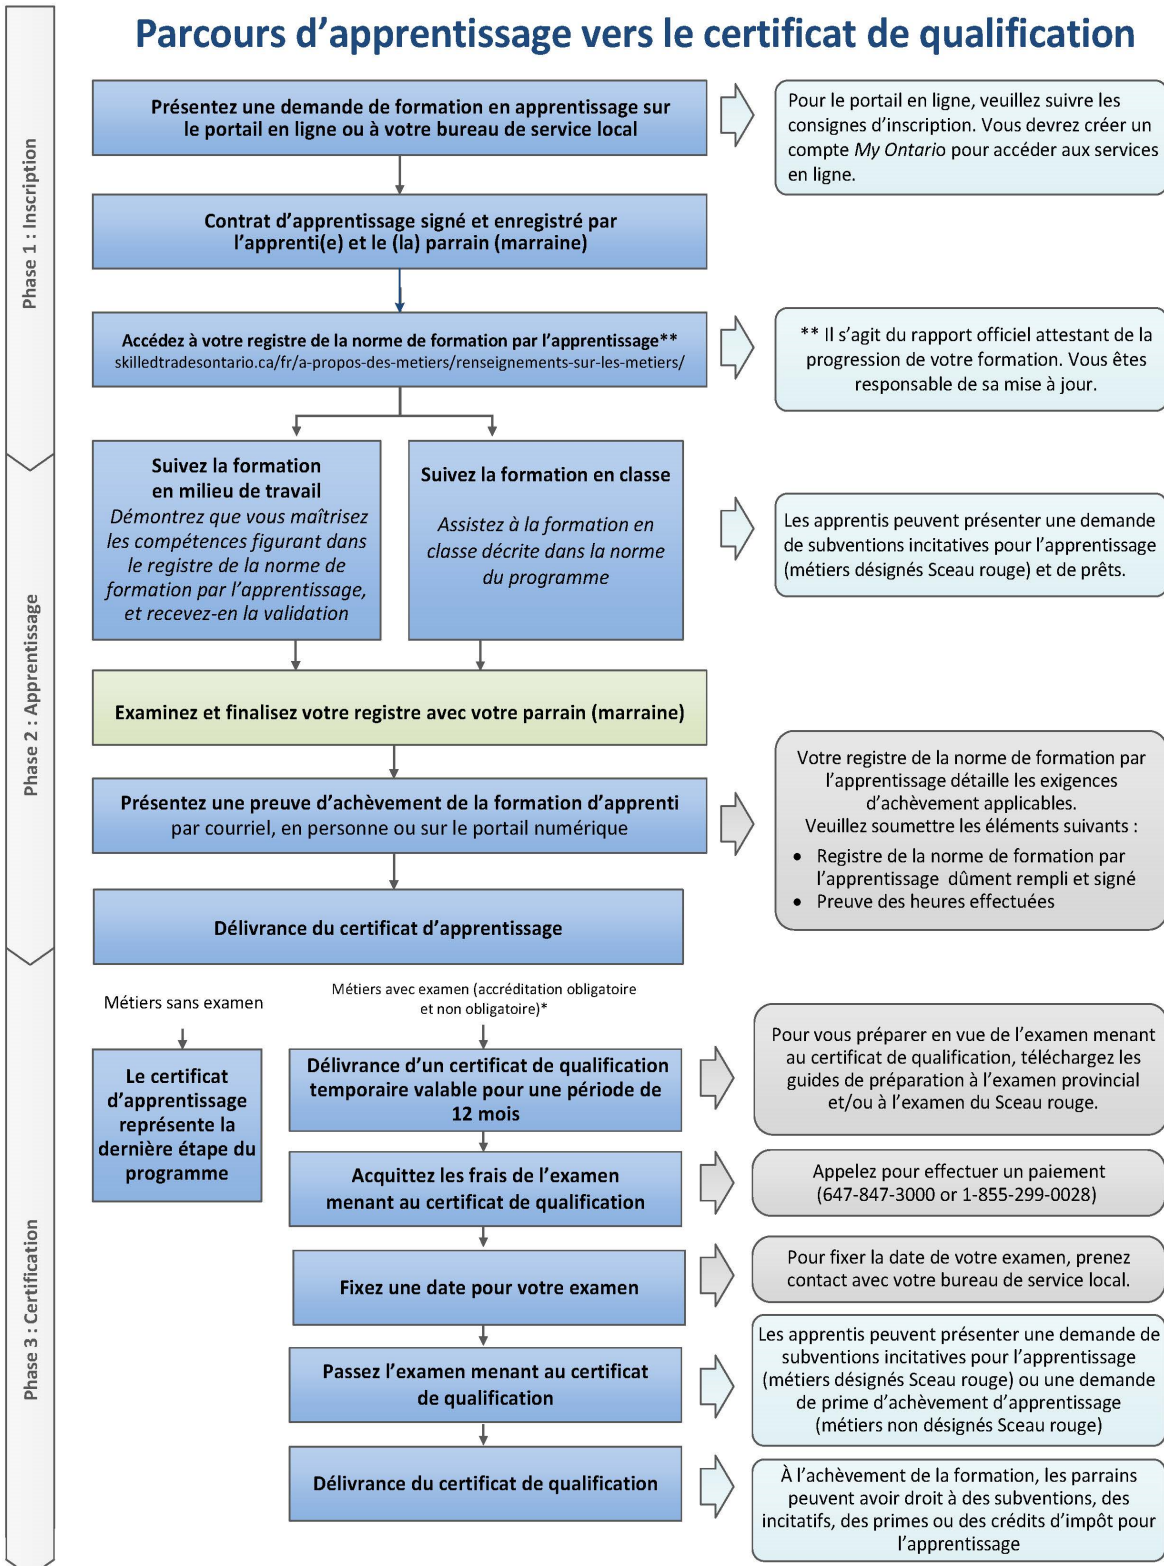 Parcours d’apprentissage vers le certificat de qualification
Phase 1 : Inscription
Présentez une demande de formation en apprentissage sur
le portail en ligne ou à votre bureau de service local
Pour le portail en ligne, veuillez suivre les
consignes d’inscription. Vous devrez créer un
compte My Ontario pour accéder aux services
en ligne.
Contrat d’apprentissage signé et enregistré par
l’apprenti(e) et le (la) parrain (marraine)
Accédez à votre registre de la norme de formation par l’apprentissage**
skilledtradesontario.ca/fr/a-propos-des-metiers/renseignements-sur-les-metiers/
** Il s’agit du rapport officiel attestant de la
progression de votre formation. Vous êtes
responsable de sa mise à jour.
Phase 2 : Apprentissage
Suivez la formation
en milieu de travail
Démontrez que vous maîtrisez
les compétences figurant dans
le registre de la norme de
formation par l’apprentissage,
et recevez-en la validation
Suivez la formation en classe
Assistez à la formation en
classe décrite dans la norme
du programme
Les apprentis peuvent présenter une demande
de subventions incitatives pour l’apprentissage
(métiers désignés Sceau rouge) et de prêts.
Examinez et finalisez votre registre avec votre parrain (marraine)
Présentez une preuve d’achèvement de la formation d’apprenti
par courriel, en personne ou sur le portail numérique
Votre registre de la norme de formation par
l’apprentissage détaille les exigences
d’achèvement applicables.
Veuillez soumettre les éléments suivants :
• Registre de la norme de formation par
l’apprentissage dûment rempli et signé
• Preuve des heures effectuées
Délivrance du certificat d’apprentissage
Phase 3 : Certification
Métiers sans examen
Le certificat
d’apprentissage
représente la
dernière étape du
programme
Métiers avec examen (accréditation obligatoire
et non obligatoire)*
Délivrance d’un certificat de qualification
temporaire valable pour une période de
12 mois
Pour vous préparer en vue de l’examen menant
au certificat de qualification, téléchargez les
guides de préparation à l’examen provincial
et/ou à l’examen du Sceau rouge.
Acquittez les frais de l’examen
menant au certificat de qualification
Appelez pour effectuer un paiement
(647-847-3000 or 1-855-299-0028)
Fixez une date pour votre examen
Pour fixer la date de votre examen, prenez
contact avec votre bureau de service local.
Passez l’examen menant au certificat
de qualification
Les apprentis peuvent présenter une demande de
subventions incitatives pour l’apprentissage
(métiers désignés Sceau rouge) ou une demande
de prime d’achèvement d’apprentissage
(métiers non désignés Sceau rouge)
Délivrance du certificat de qualification
À l’achèvement de la formation, les parrains
peuvent avoir droit à des subventions, des
incitatifs, des primes ou des crédits d’impôt pour
l’apprentissage